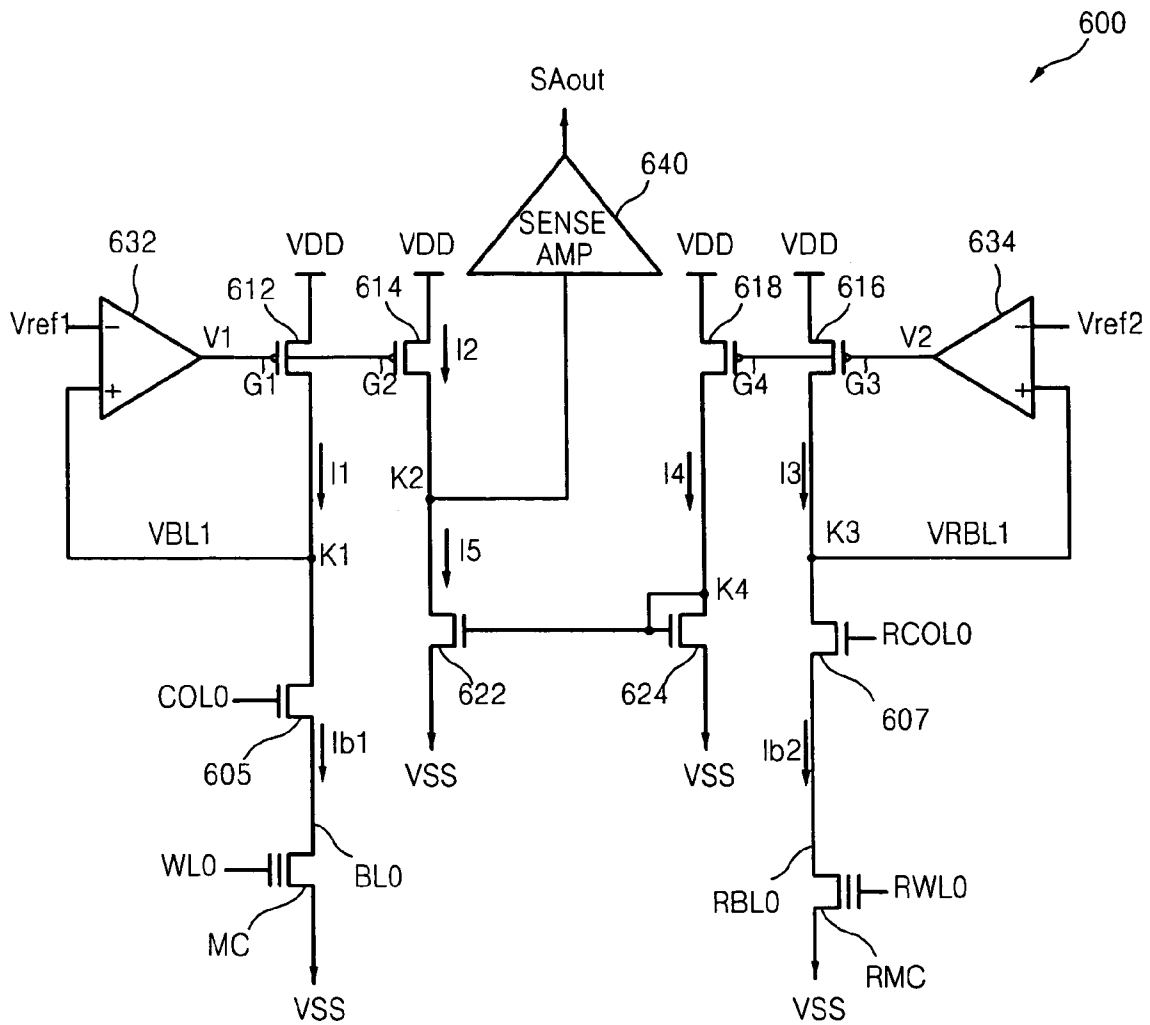 600
SAout
640
SENSE
AMP
632
VDD
VDD
VDD
VDD
634
612
614
618
616
Vref1
−
V1
I2
V2
−
Vref2
G1
G2
G4
G3
+
+
I1
K2
I4
I3
VBL1
K1
I5
K3
VRBL1
K4
RCOL0
COL0
622
624
607
605
Ib1
VSS
VSS
Ib2
WL0
BL0
RBL0
RWL0
MC
RMC
VSS
VSS